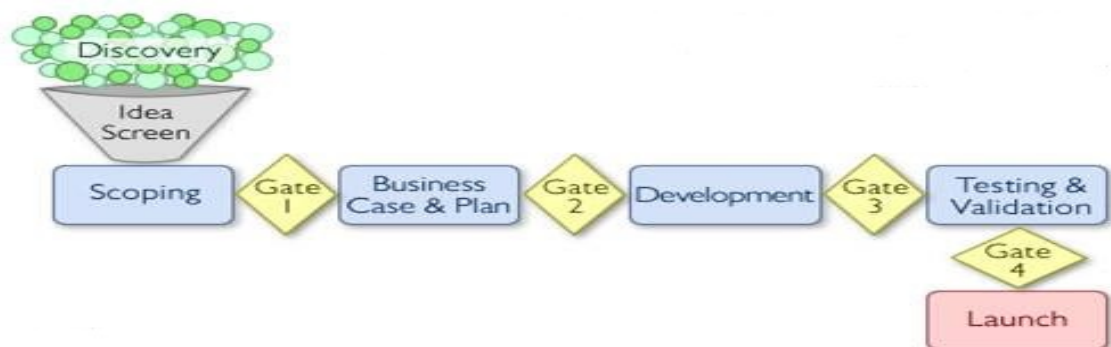 Discovery
Idea
Screen
Scoping
Gate
1
Business
Case & Plan
Gate
2
Development
Gate
3
Testing &
Validation
Gate
4
Launch